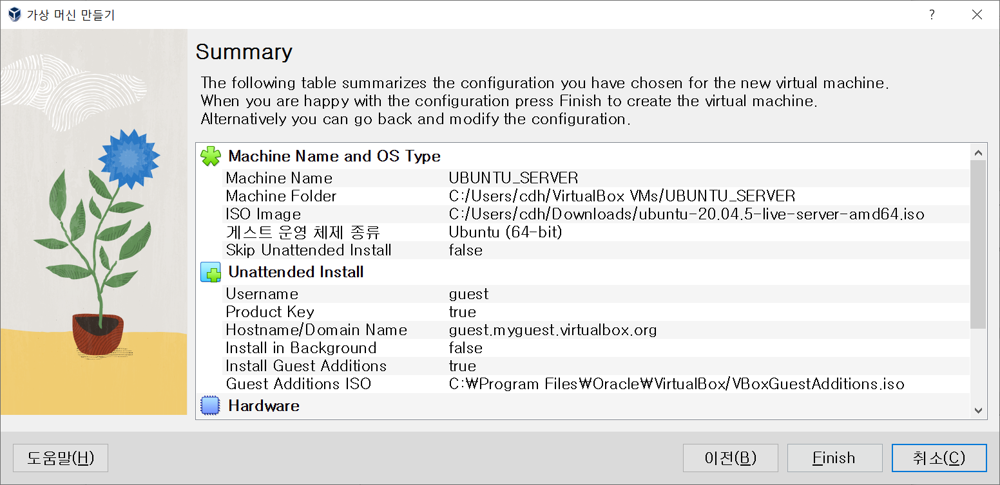 가상 머신 만들기
?
Summary
The following table summarizes the configuration you have chosen for the new virtual machine.
When you are happy with the configuration press Finish to create the virtual machine.
Alternatively you can go back and modify the configuration.
Machine Name and OS Type
Machine Name UBUNTU_SERVER
Machine Folder C:/Users/cdh/VirtualBox VMs/UBUNTU_SERVER
ISO Image C:/Users/cdh/Downloads/ubuntu-20.04.5-live-server-amd64.iso
게스트 운영 체제 종류 Ubuntu (64-bit)
Skip Unattended Install false
Unattended Install
Username guest
Product Key true
Hostname/Domain Name guest.myguest.virtualbox.org
Install in Background false
Install Guest Additions true
Guest Additions ISO C:₩Program Files₩Oracle₩VirtualBox/VBoxGuestAdditions.iso
Hardware
도움말(H) 이전(B) Finish 취소(C)